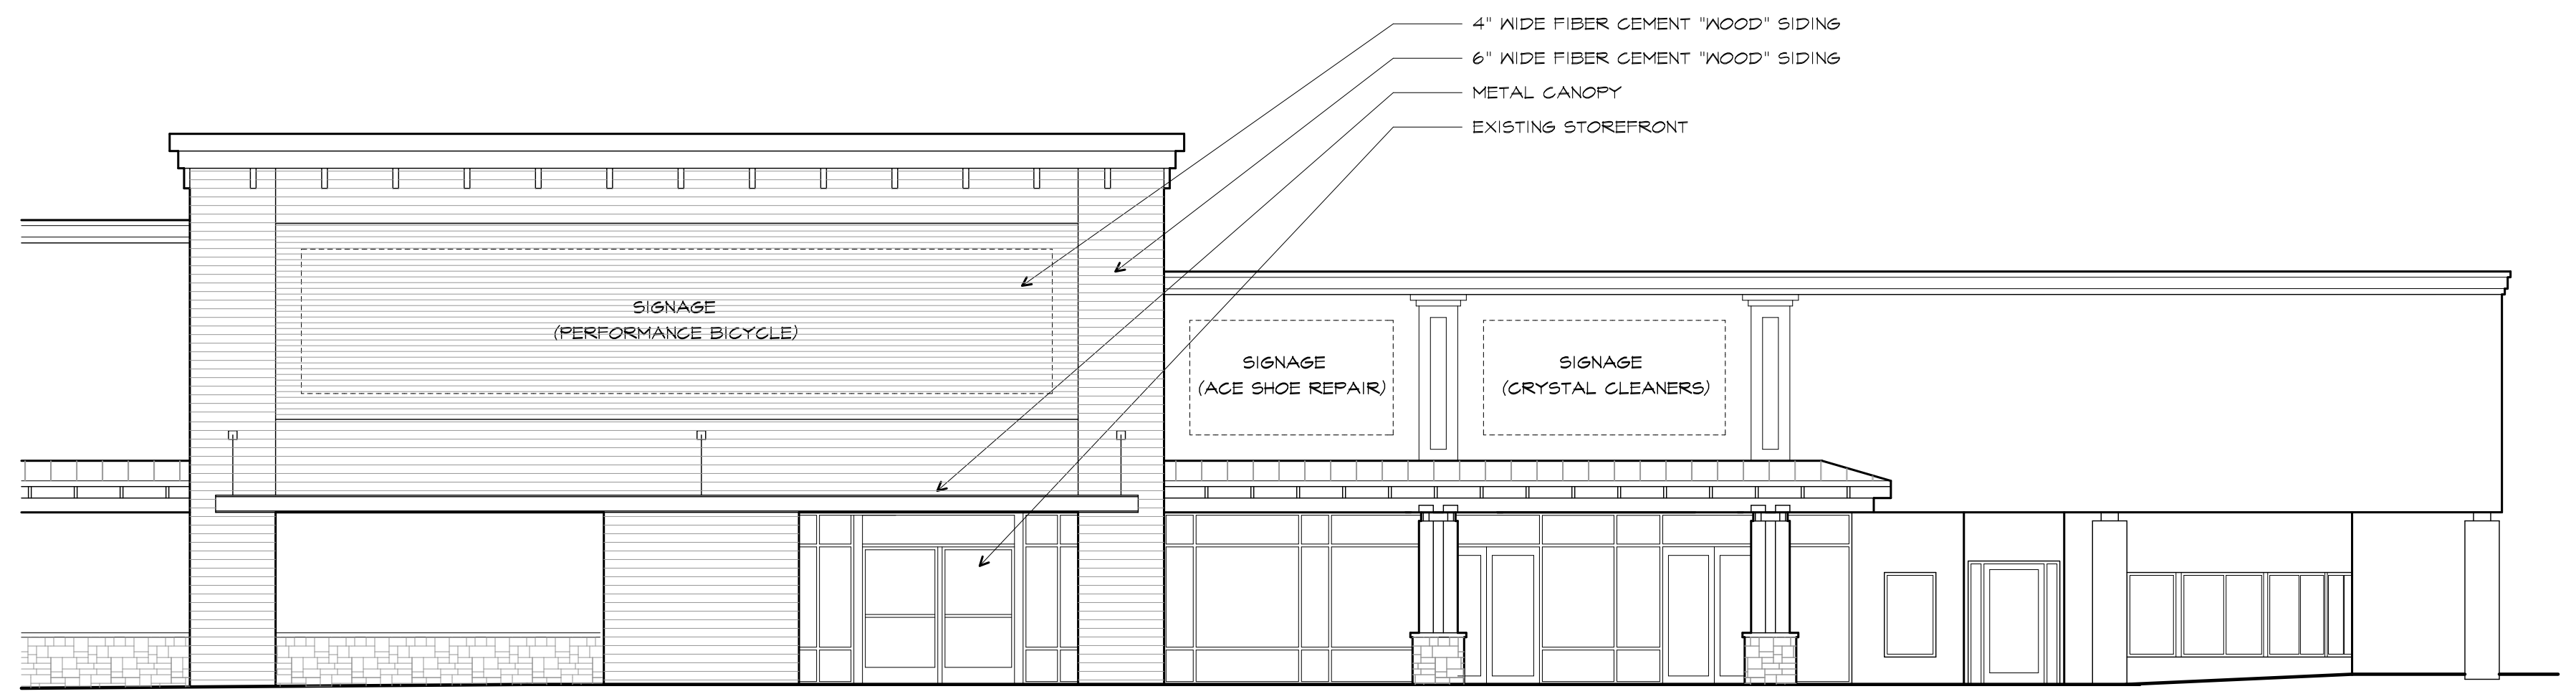 4" WIDE FIBER CEMENT "WOOD" SIDING
6" WIDE FIBER CEMENT "WOOD" SIDING
METAL CANOPY
EXISTING STOREFRONT
SIGNAGE
(PERFORMANCE BICYCLE)
SIGNAGE
(ACE SHOE REPAIR)
SIGNAGE
(CRYSTAL CLEANERS)